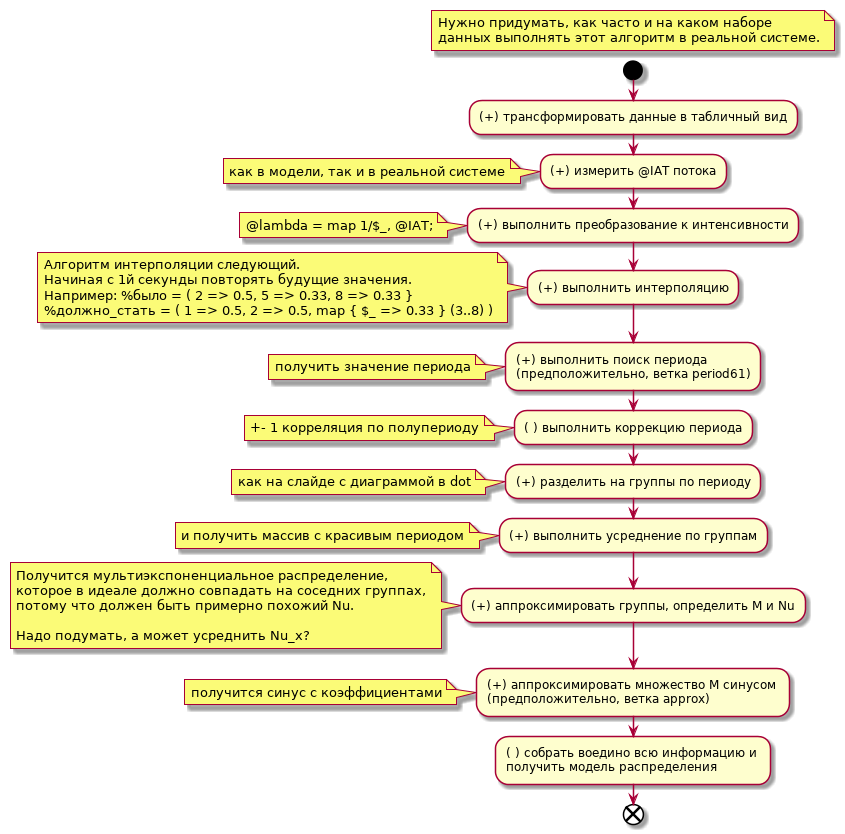 Нужно придумать, как часто и на каком наборе
данных выполнять этот алгоритм в реальной системе.
(+) трансформировать данные в табличный вид
как в модели, так и в реальной системе
(+) измерить @IAT потока
@lambda = map 1/$_, @IAT;
(+) выполнить преобразование к интенсивности
Алгоритм интерполяции следующий.
Начиная с 1й секунды повторять будущие значения.
Например: %было = ( 2 => 0.5, 5 => 0.33, 8 => 0.33 }
%должно_стать = ( 1 => 0.5, 2 => 0.5, map { $_ => 0.33 } (3..8) )
(+) выполнить интерполяцию
получить значение периода
(+) выполнить поиск периода
(предположительно, ветка period61)
+- 1 корреляция по полупериоду
( ) выполнить коррекцию периода
как на слайде с диаграммой в dot
(+) разделить на группы по периоду
и получить массив с красивым периодом
(+) выполнить усреднение по группам
Получится мультиэкспоненциальное распределение,
которое в идеале должно совпадать на соседних группах,
потому что должен быть примерно похожий Nu.
Надо подумать, а может усреднить Nu_x?
(+) аппроксимировать группы, определить M и Nu
получится синус с коэффициентами
(+) аппроксимировать множество M синусом
(предположительно, ветка approx)
( ) собрать воедино всю информацию и
получить модель распределения